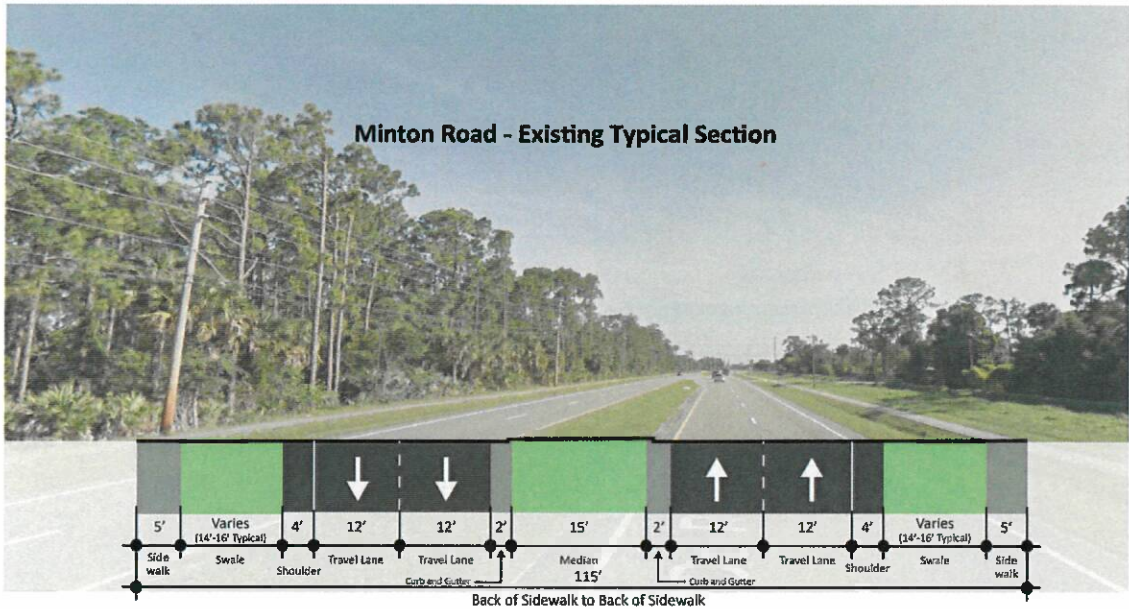 Minton Road - Existing Typical Section
5' Varies 4' 12' 12' 2' 15' 2' 12' 12' 4' Varies 5'
(14'-16' Typical) (14'-16' Typical)
Side walk Swale Shoulder Travel Lane Travel Lane Curb and Gutter Median Curb and Gutter Travel Lane Travel Lane Shoulder Swale Side walk
115'
Back of Sidewalk to Back of Sidewalk